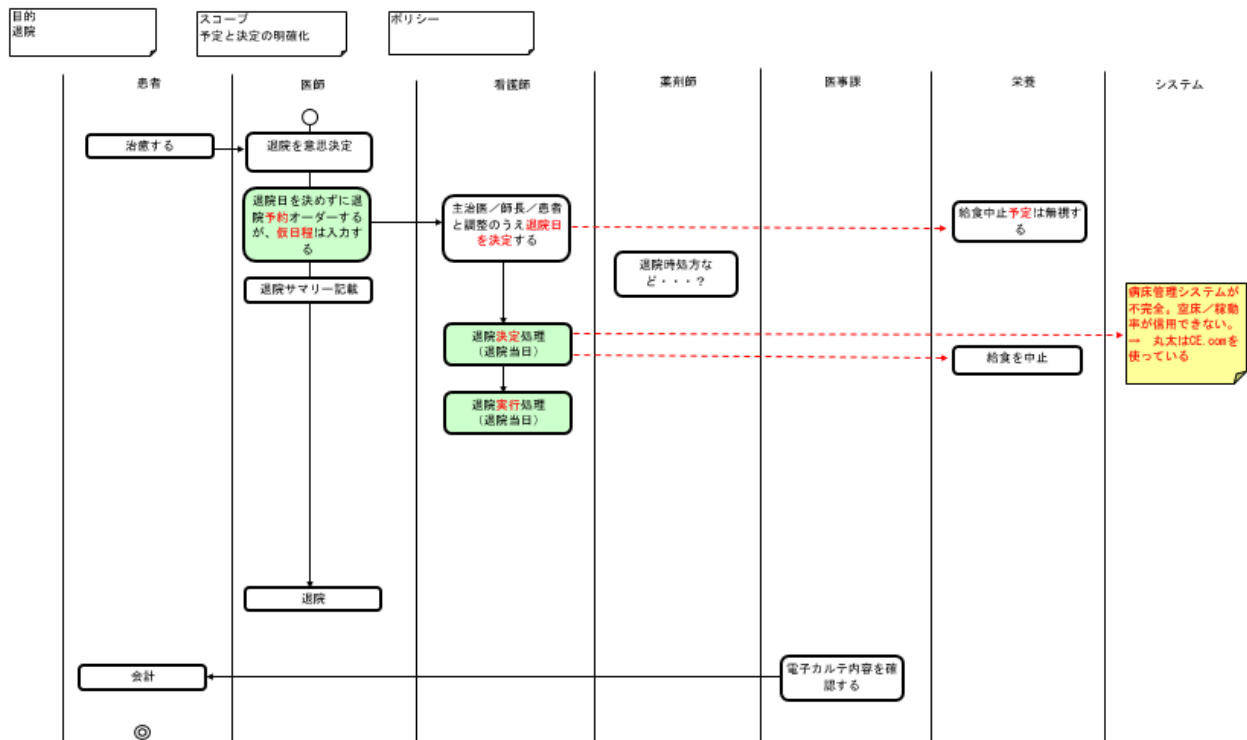 目的
退院
スコープ
予定と決定の明確化
ポリシー
患者
医師
看護師
薬剤師
医事課
栄養
システム
治癒する
退院を意思決定
退院日を決めずに退
院予約オーダーする
が、仮日程は入力す
る
主治医／師長／患者
と調整のうえ退院日
を決定する
給食中止予定は無視す
る
退院時処方な
ど・・・？
退院サマリー記載
病床管理システムが
不完全。空床／稼動
率が信用できない。
→　丸太はCE.comを
使っている
退院決定処理
（退院当日）
給食を中止
退院実行処理
（退院当日）
退院
会計
電子カルテ内容を確
認する